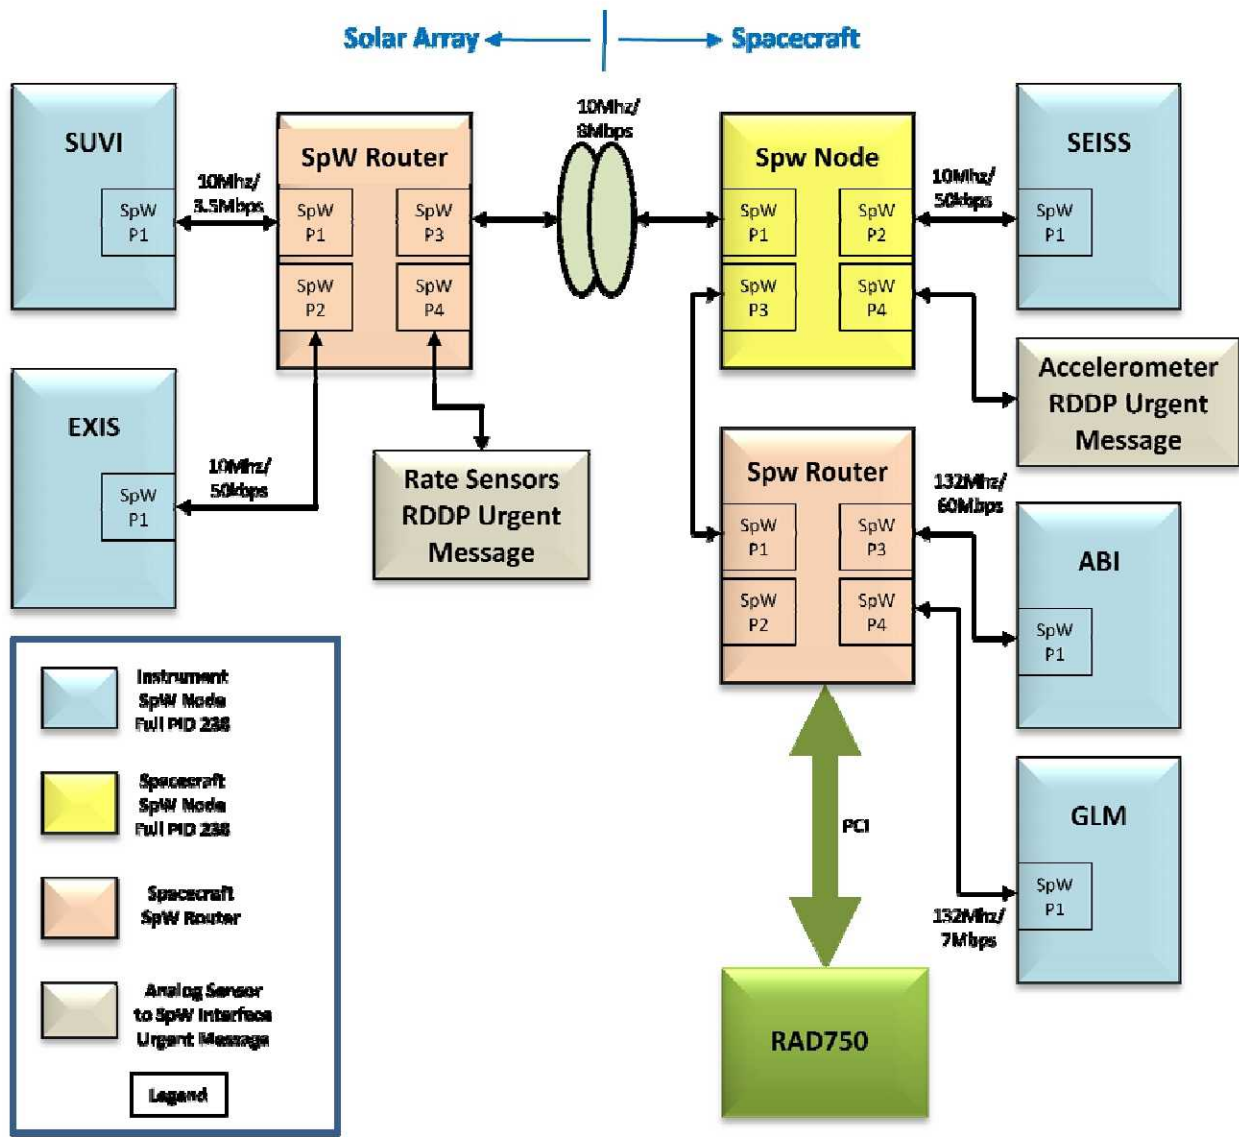 Solar Array
Spacecraft
SUVI
SpW
P1
10Mhz/
3.5Mbps
SpW Router
SpW
P1
SpW
P3
SpW
P2
SpW
P4
10Mhz/
8Mbps
Spw Node
SpW
P1
SpW
P2
SpW
P3
SpW
P4
10Mhz/
50kbps
SEISS
SpW
P1
EXIS
SpW
P1
10Mhz/
50kbps
Rate Sensors
RDDP Urgent
Message
Accelerometer
RDDP Urgent
Message
Spw Router
SpW
P1
SpW
P3
SpW
P2
SpW
P4
132Mhz/
60Mbps
ABI
SpW
P1
GLM
SpW
P1
132Mhz/
7Mbps
PCI
RAD750
Instrument
SpW Node
Full PID 238
Spacecraft
SpW Node
Full PID 238
Spacecraft
SpW Router
Analog Sensor
to SpW Interface
Urgent Message
Legend